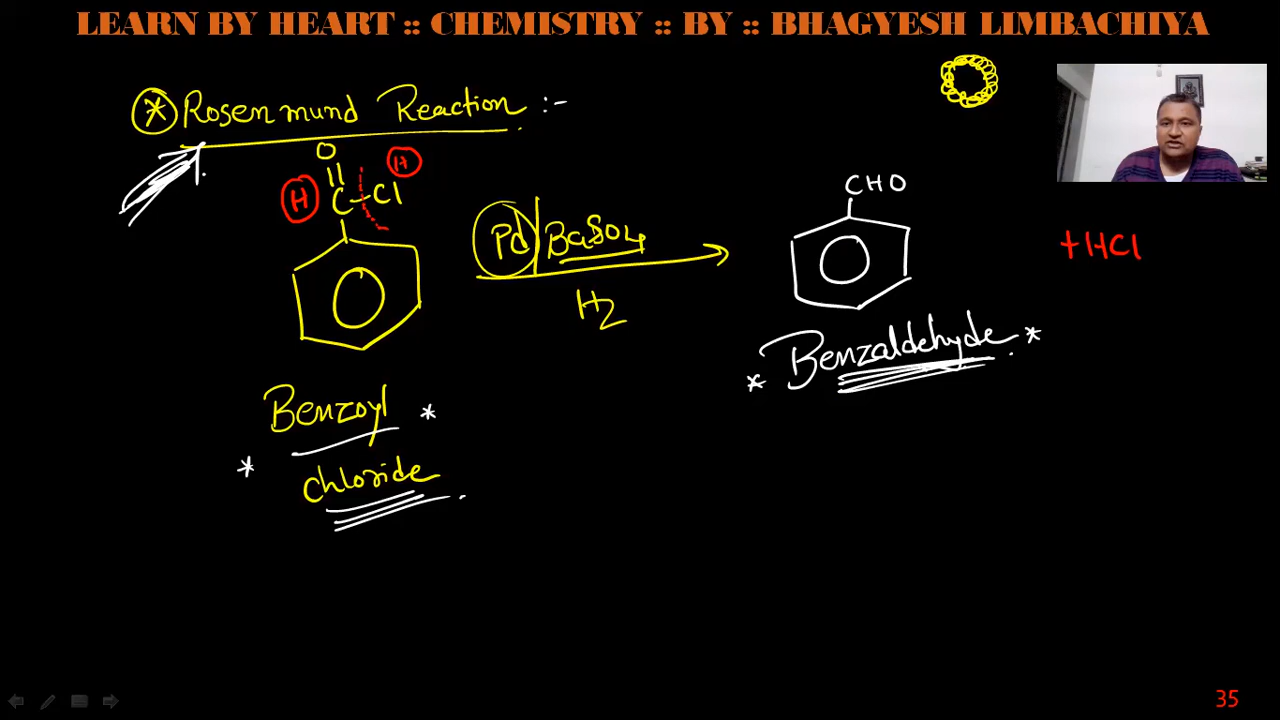 LEARN BY HEART :: CHEMISTRY :: BY :: BHAGYESH LIMBACHIYA
* Rosenmund Reaction :-
O
H C Cl H
Pd BaSO4
H2
CHO
+HCl
Benzaldehyde
Benzoyl
chloride
35